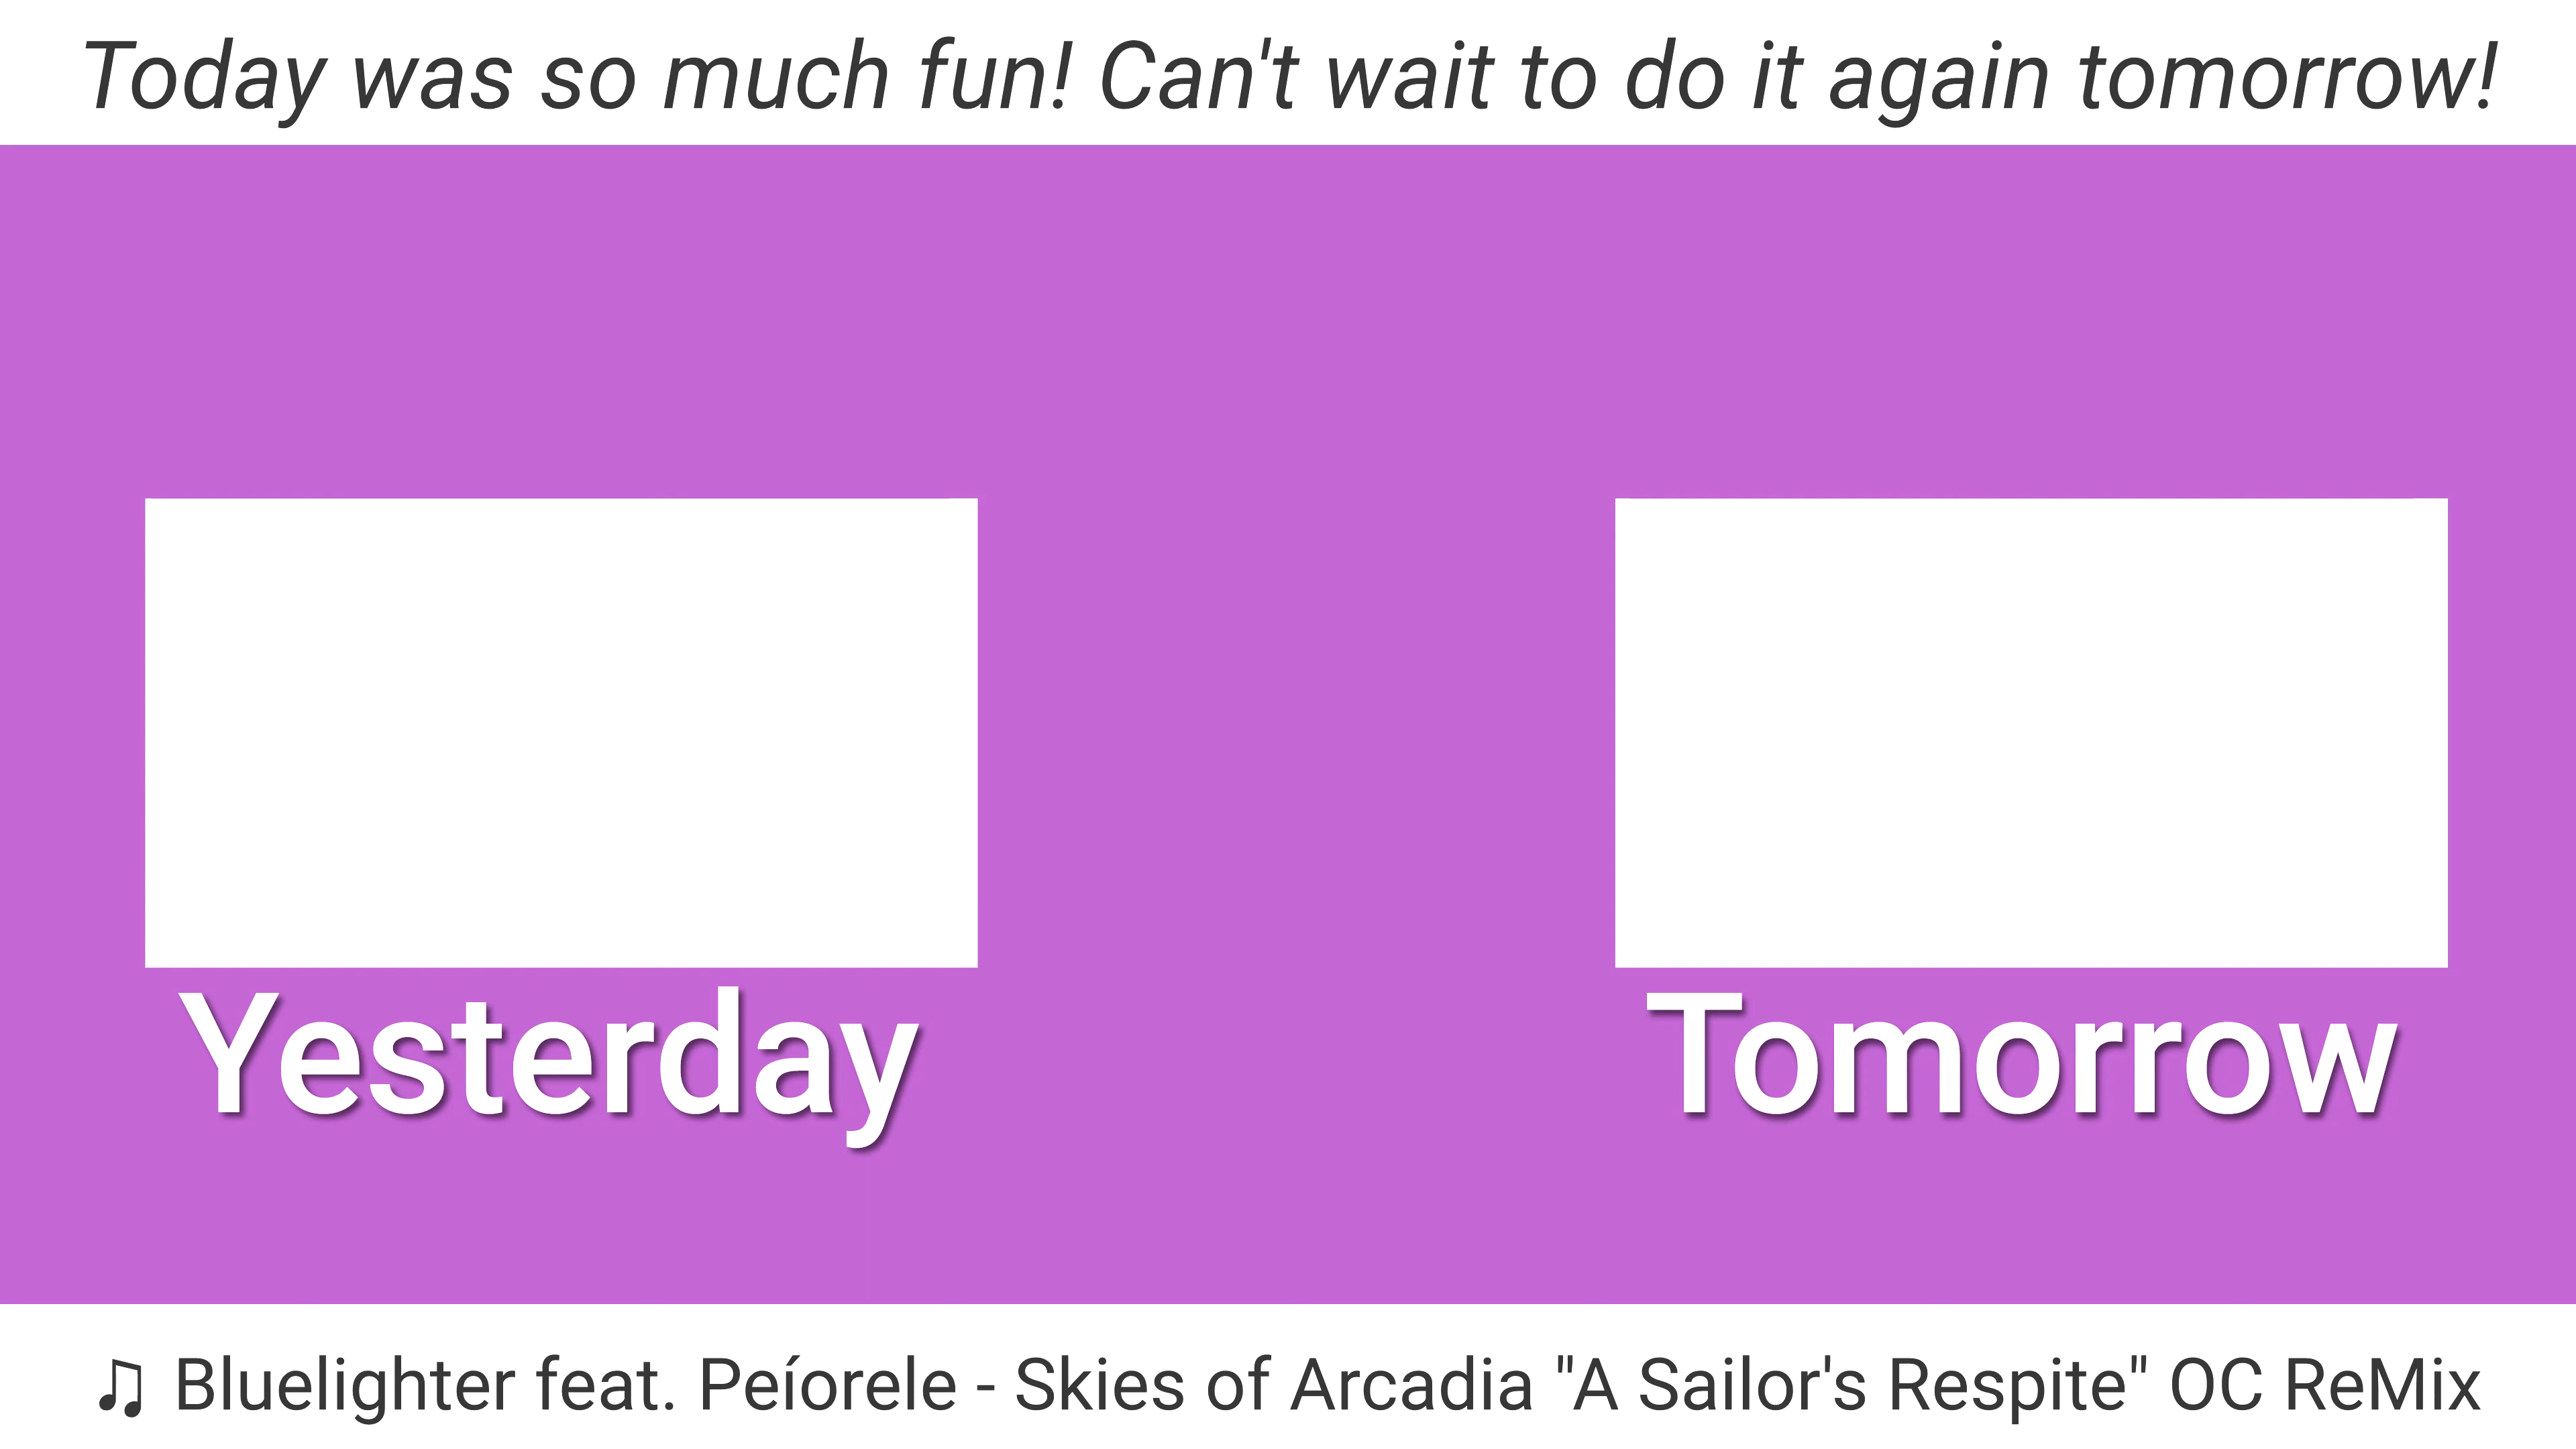 Today was so much fun! Can't wait to do it again tomorrow!
Yesterday
Tomorrow
♫ Bluelighter feat. Peíorele - Skies of Arcadia "A Sailor's Respite" OC ReMix